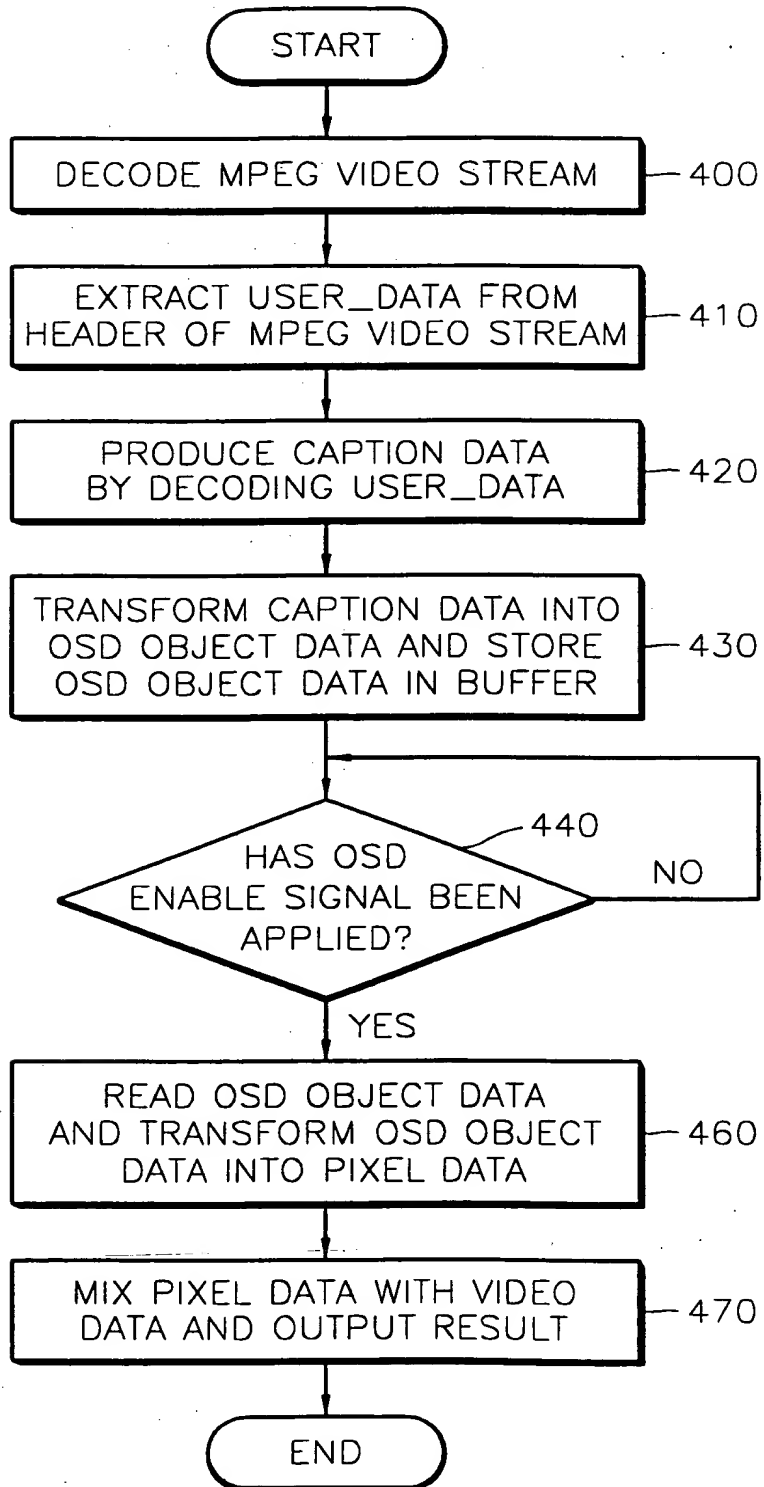 START
DECODE MPEG VIDEO STREAM
400
EXTRACT USER_DATA FROM
HEADER OF MPEG VIDEO STREAM
410
PRODUCE CAPTION DATA
BY DECODING USER_DATA
420
TRANSFORM CAPTION DATA INTO
OSD OBJECT DATA AND STORE
OSD OBJECT DATA IN BUFFER
430
440
HAS OSD
ENABLE SIGNAL BEEN
APPLIED?
NO
YES
READ OSD OBJECT DATA
AND TRANSFORM OSD OBJECT
DATA INTO PIXEL DATA
460
MIX PIXEL DATA WITH VIDEO
DATA AND OUTPUT RESULT
470
END